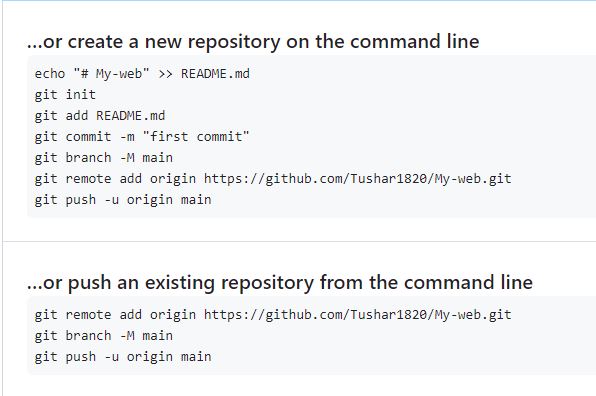 ...or create a new repository on the command line
echo "# My-web" >> README.md
git init
git add README.md
git commit -m "first commit"
git branch -M main
git remote add origin https://github.com/Tushar1820/My-web.git
git push -u origin main
...or push an existing repository from the command line
git remote add origin https://github.com/Tushar1820/My-web.git
git branch -M main
git push -u origin main